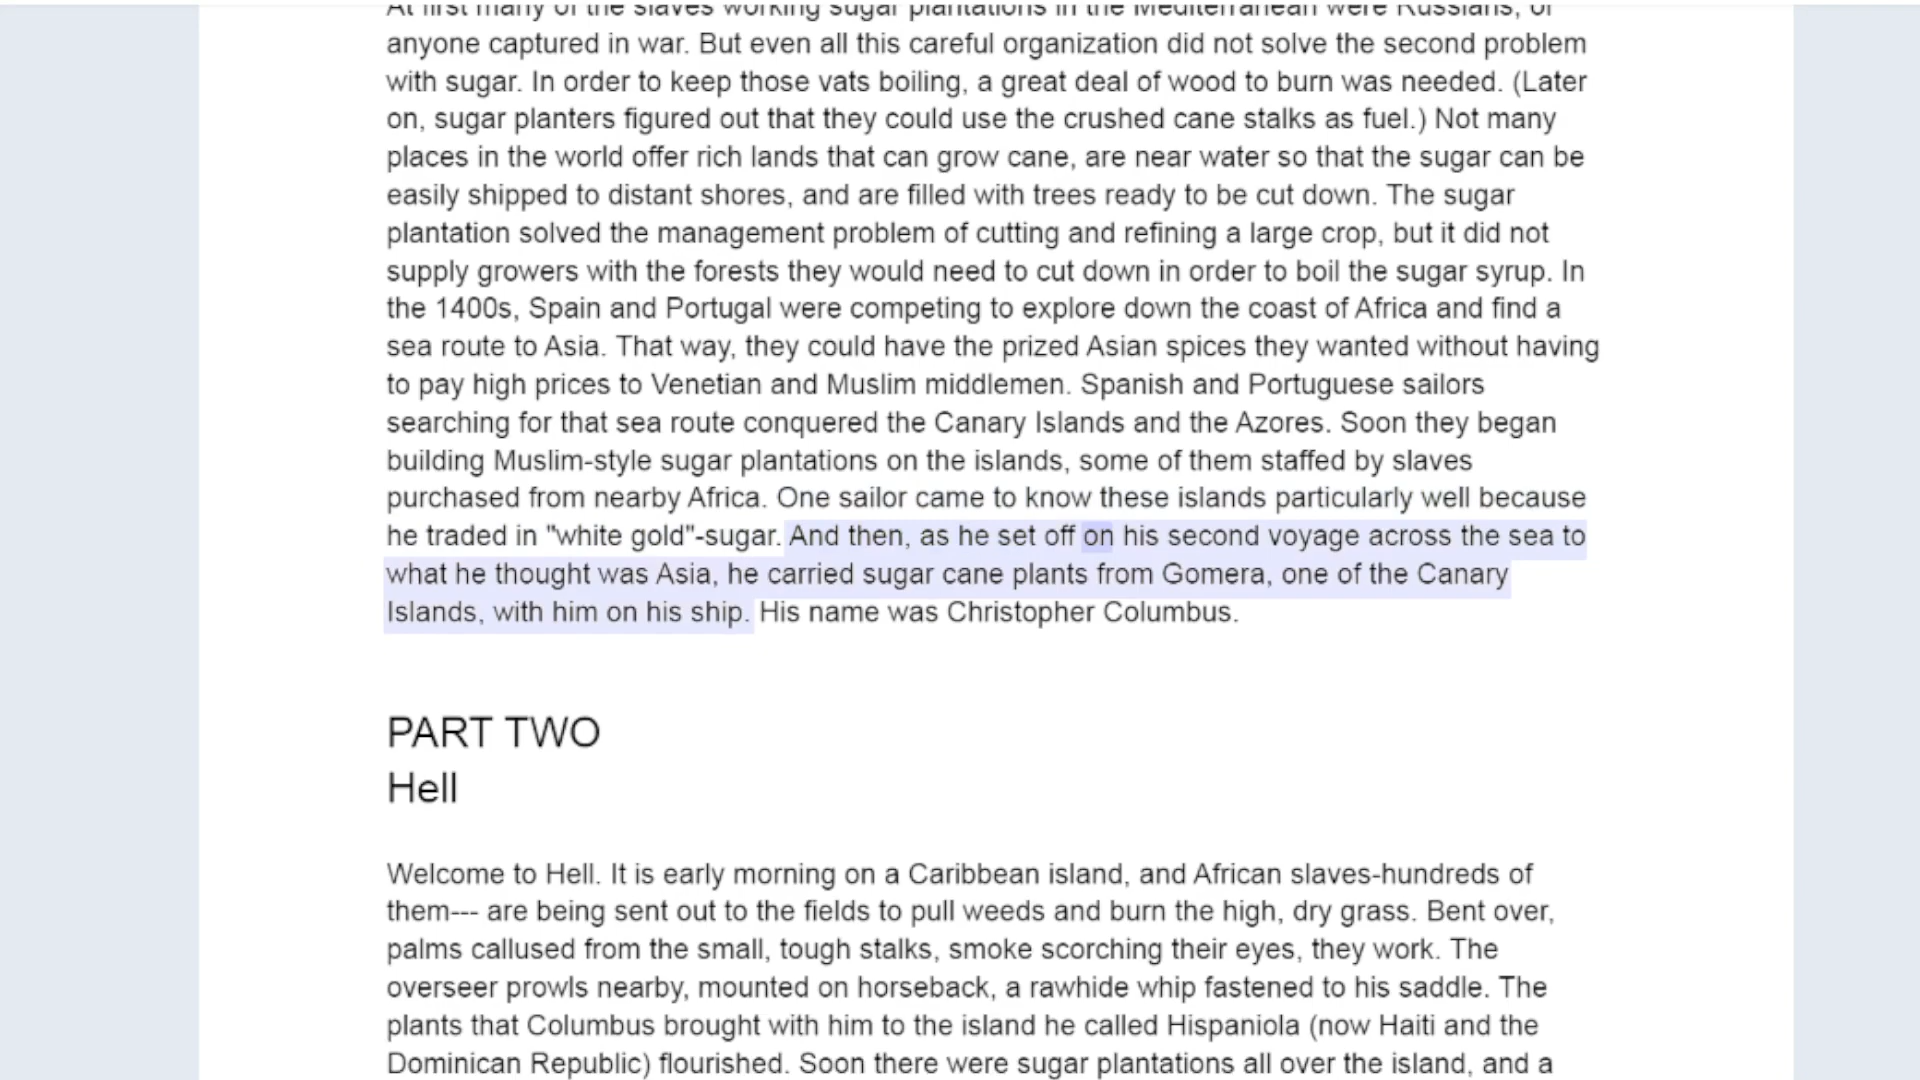 At first many of the slaves working sugar plantations in the Mediterranean were Russians, or
anyone captured in war. But even all this careful organization did not solve the second problem
with sugar. In order to keep those vats boiling, a great deal of wood to burn was needed. (Later
on, sugar planters figured out that they could use the crushed cane stalks as fuel.) Not many
places in the world offer rich lands that can grow cane, are near water so that the sugar can be
easily shipped to distant shores, and are filled with trees ready to be cut down. The sugar
plantation solved the management problem of cutting and refining a large crop, but it did not
supply growers with the forests they would need to cut down in order to boil the sugar syrup. In
the 1400s, Spain and Portugal were competing to explore down the coast of Africa and find a
sea route to Asia. That way, they could have the prized Asian spices they wanted without having
to pay high prices to Venetian and Muslim middlemen. Spanish and Portuguese sailors
searching for that sea route conquered the Canary Islands and the Azores. Soon they began
building Muslim-style sugar plantations on the islands, some of them staffed by slaves
purchased from nearby Africa. One sailor came to know these islands particularly well because
he traded in "white gold"-sugar. And then, as he set off on his second voyage across the sea to
what he thought was Asia, he carried sugar cane plants from Gomera, one of the Canary
Islands, with him on his ship. His name was Christopher Columbus.
PART TWO
Hell
Welcome to Hell. It is early morning on a Caribbean island, and African slaves-hundreds of
them--- are being sent out to the fields to pull weeds and burn the high, dry grass. Bent over,
palms callused from the small, tough stalks, smoke scorching their eyes, they work. The
overseer prowls nearby, mounted on horseback, a rawhide whip fastened to his saddle. The
plants that Columbus brought with him to the island he called Hispaniola (now Haiti and the
Dominican Republic) flourished. Soon there were sugar plantations all over the island, and a